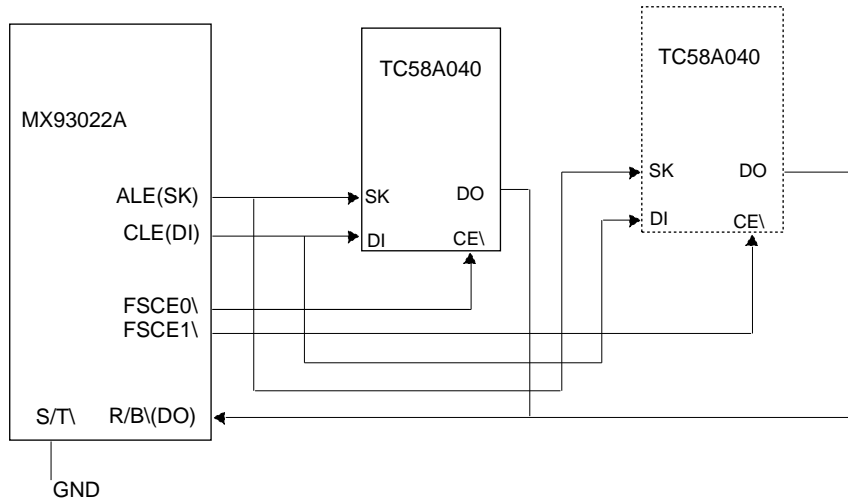 MX93022A
ALE(SK)
CLE(DI)
FSCE0\
FSCE1\
S/T\
R/B\(DO)
GND
TC58A040
SK
DO
DI
CE\
TC58A040
SK
DO
DI
CE\